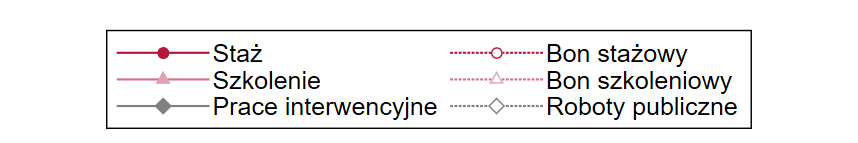 Staż Bon stażowy
Szkolenie Bon szkoleniowy
Prace interwencyjne Roboty publiczne